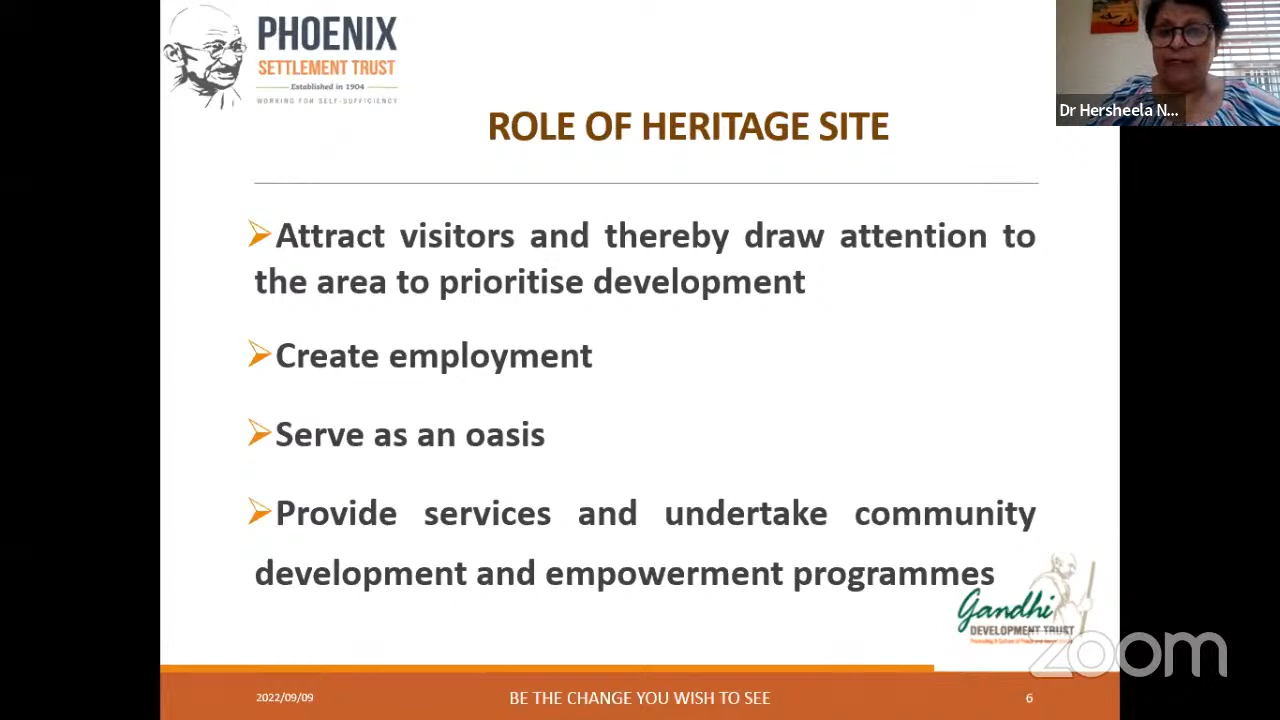 PHOENIX
SETTLEMENT TRUST
Established in 1904
WORKING FOR SELF-SUFFICIENCY
Dr Hersheela N...
ROLE OF HERITAGE SITE
Attract visitors and thereby draw attention to
the area to prioritise development
Create employment
Serve as an oasis
Provide services and undertake community
development and empowerment programmes
Gandhi
DEVELOPMENT TRUST
zoom
2022/09/09
BE THE CHANGE YOU WISH TO SEE
6